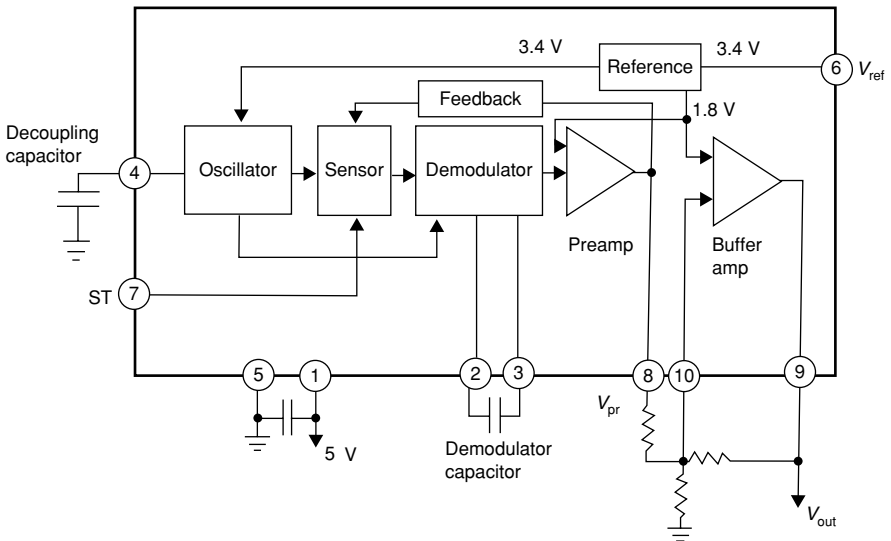 3.4 V
3.4 V
Reference
6
V_ref
Feedback
1.8 V
Decoupling
capacitor
4
Oscillator
Sensor
Demodulator
Preamp
Buffer
amp
ST
7
5
1
2
3
8
10
9
V_pr
5 V
Demodulator
capacitor
V_out